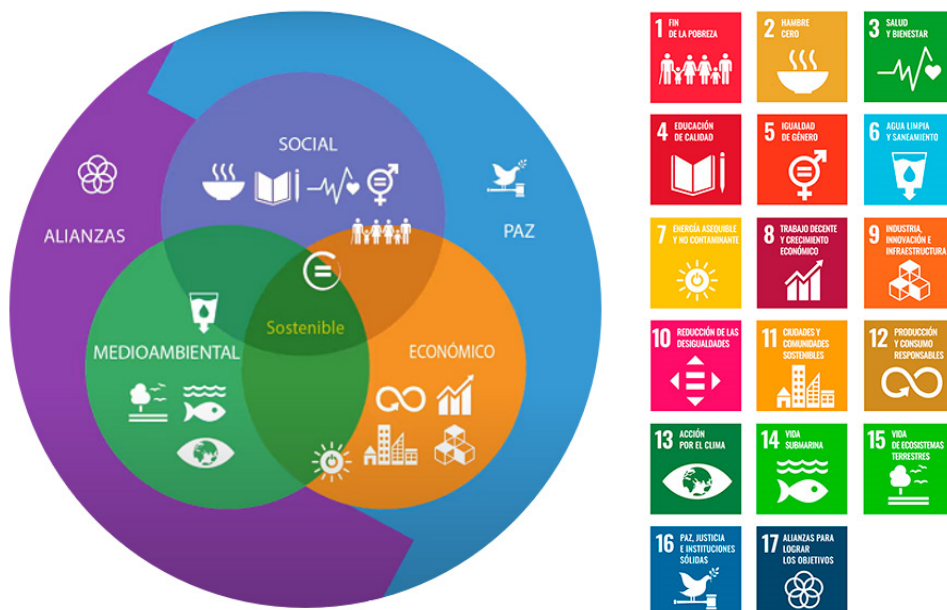 SOCIAL
ALIANZAS
PAZ
Sostenible
MEDIOAMBIENTAL
ECONÓMICO
1 FIN
DE LA POBREZA
2 HAMBRE
CERO
3 SALUD
Y BIENESTAR
4 EDUCACIÓN
DE CALIDAD
5 IGUALDAD
DE GÉNERO
6 AGUA LIMPIA
Y SANEAMIENTO
7 ENERGÍA ASEQUIBLE
Y NO CONTAMINANTE
8 TRABAJO DECENTE
Y CRECIMIENTO
ECONÓMICO
9 INDUSTRIA,
INNOVACIÓN E
INFRAESTRUCTURA
10 REDUCCIÓN DE LAS
DESIGUALDADES
11 CIUDADES Y
COMUNIDADES
SOSTENIBLES
12 PRODUCCIÓN
Y CONSUMO
RESPONSABLES
13 ACCIÓN
POR EL CLIMA
14 VIDA
SUBMARINA
15 VIDA
DE ECOSISTEMAS
TERRESTRES
16 PAZ, JUSTICIA
E INSTITUCIONES
SÓLIDAS
17 ALIANZAS PARA
LOGRAR
LOS OBJETIVOS